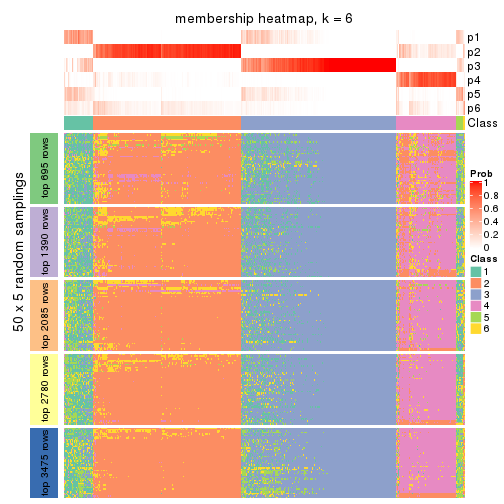 membership heatmap, k = 6
p1
p2
p3
p4
p5
p6
Class
50 x 5 random samplings
top 695 rows
top 1390 rows
top 2085 rows
top 2780 rows
top 3475 rows
Prob
1
0.8
0.6
0.4
0.2
0
Class
1
2
3
4
5
6